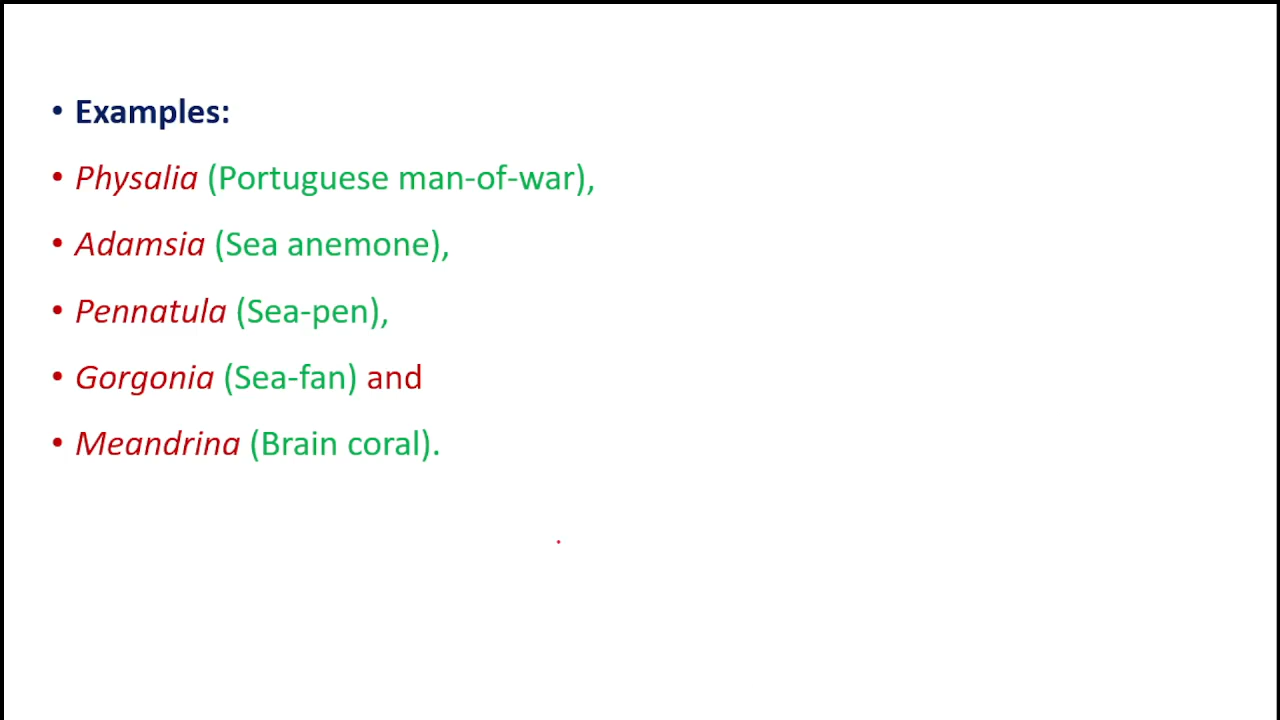 • Examples:
• Physalia (Portuguese man-of-war),
• Adamsia (Sea anemone),
• Pennatula (Sea-pen),
• Gorgonia (Sea-fan) and
• Meandrina (Brain coral).